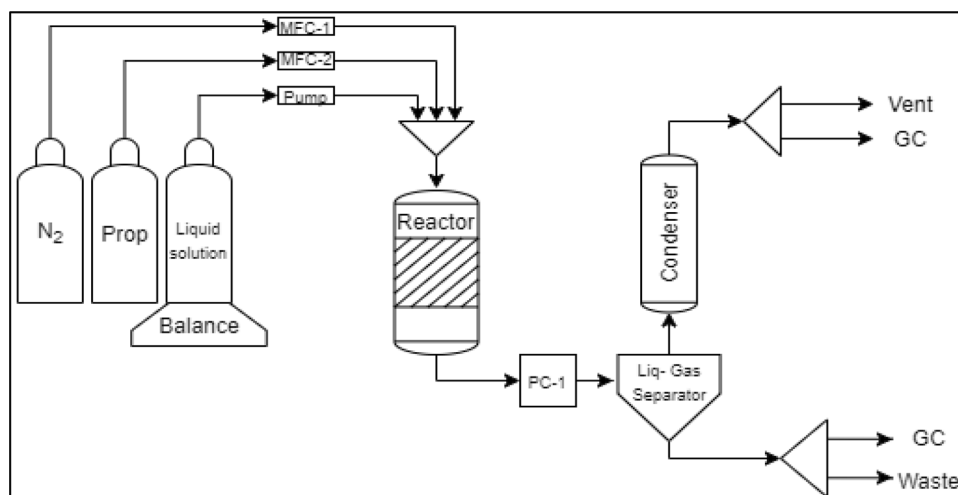 MFC-1
MFC-2
Pump
N2
Prop
Liquid
solution
Balance
Reactor
PC-1
Liq- Gas
Separator
Condenser
Vent
GC
GC
Waste